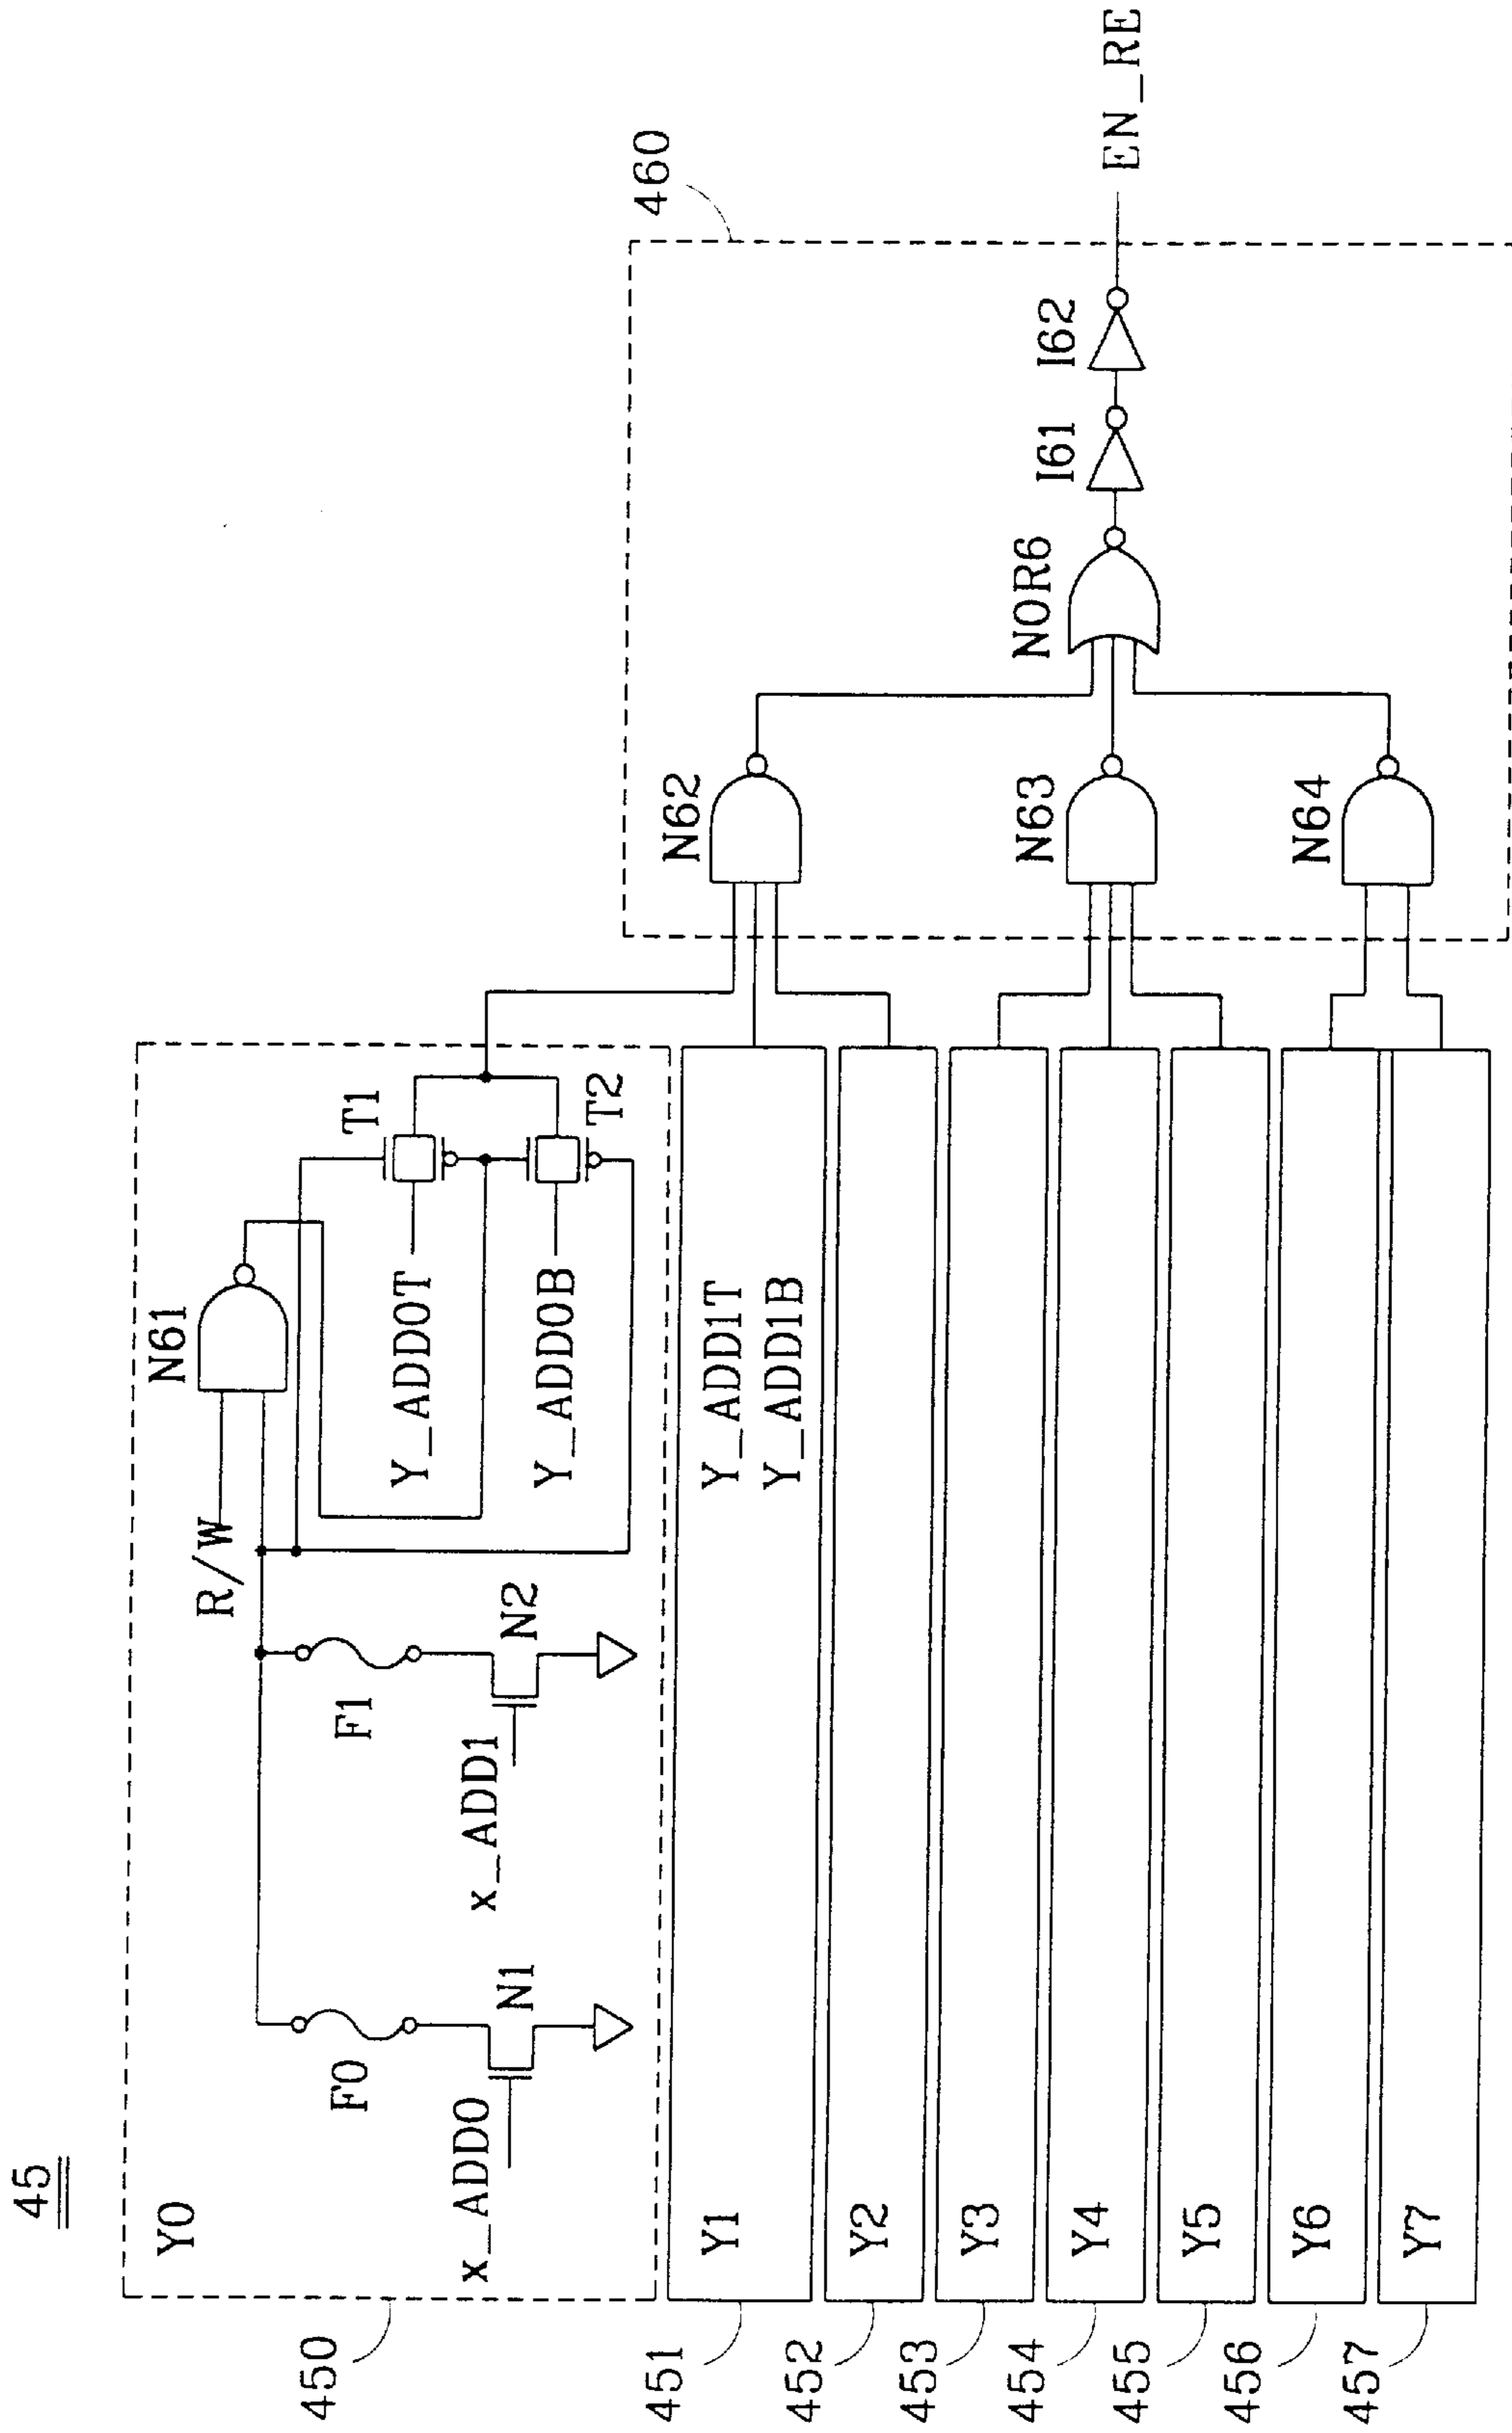 45
450
Y0
x_ADD0
F0
N1
x_ADD1
F1
N2
R/W
N61
Y_ADD0T
Y_ADD0B
T1
T2
451
Y1
Y_ADD1T
Y_ADD1B
452
Y2
453
Y3
454
Y4
455
Y5
456
Y6
457
Y7
460
N62
N63
N64
NOR6
I61
I62
EN_RE